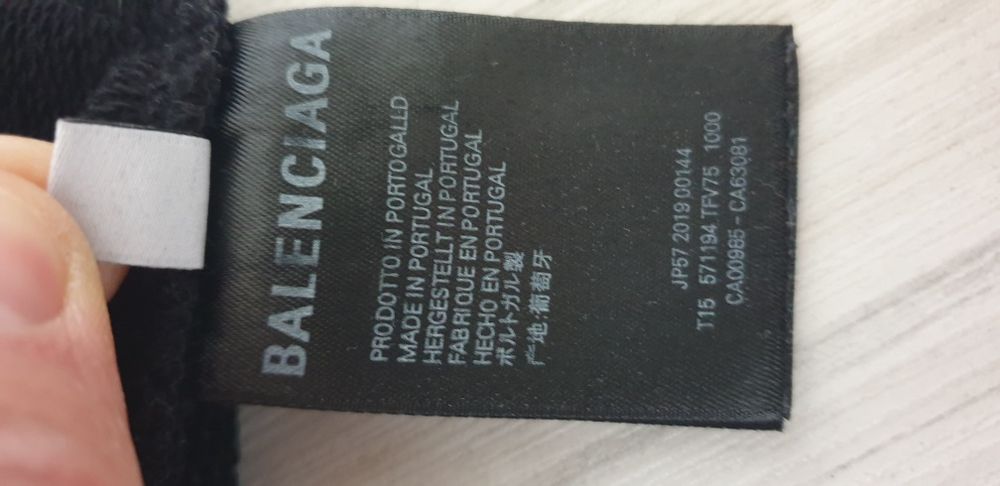 BALENCIAGA
PRODOTTO IN PORTOGALLO
MADE IN PORTUGAL
HERGESTELLT IN PORTUGAL
FABRIQUE EN PORTUGAL
HECHO EN PORTUGAL
ポルトガル製
产地:葡萄牙
JP57 2019 00144
T15 571194 TFV75 1000
CA00985 - CA63081